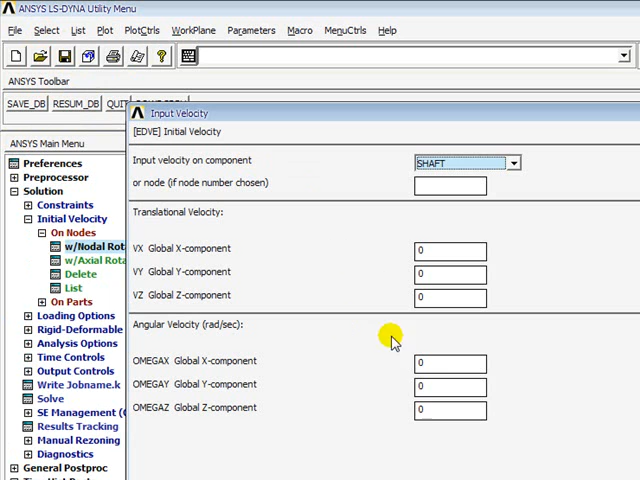 ANSYS LS-DYNA Utility Menu
File Select List Plot PlotCtrls WorkPlane Parameters Macro MenuCtrls Help
ANSYS Toolbar
SAVE_DB RESUM_DB QUIT
Input Velocity
[EDVE] Initial Velocity
Input velocity on component SHAFT
or node (if node number chosen)
Translational Velocity:
VX Global X-component 0
VY Global Y-component 0
VZ Global Z-component 0
Angular Velocity (rad/sec):
OMEGAX Global X-component 0
OMEGAY Global Y-component 0
OMEGAZ Global Z-component 0
ANSYS Main Menu
Preferences
Preprocessor
Solution
Constraints
Initial Velocity
On Nodes
w/Nodal Rot
w/Axial Rota
Delete
List
On Parts
Loading Options
Rigid-Deformable
Analysis Options
Time Controls
Output Controls
Write Jobname.k
Solve
SE Management (
Results Tracking
Manual Rezoning
Diagnostics
General Postproc